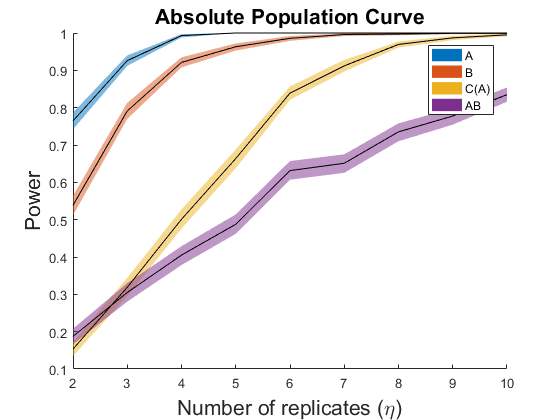 Absolute Population Curve
Power
1
0.9
0.8
0.7
0.6
0.5
0.4
0.3
0.2
0.1
A
B
C(A)
AB
2 3 4 5 6 7 8 9 10
Number of replicates (η)